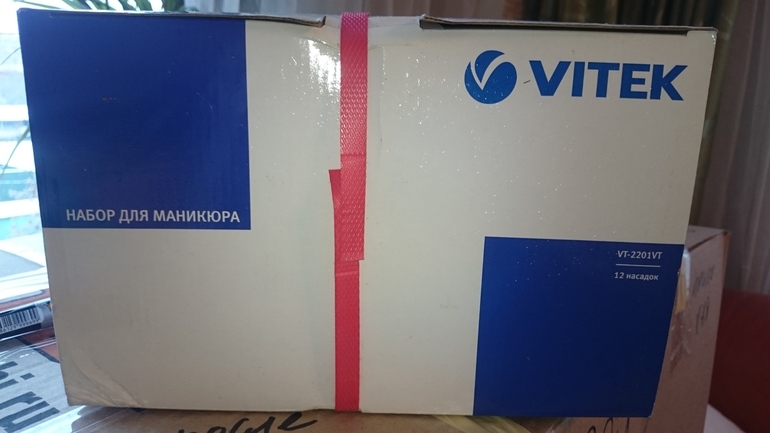 VITEK
НАБОР ДЛЯ МАНИКЮРА
VT-2201VT
12 насадок